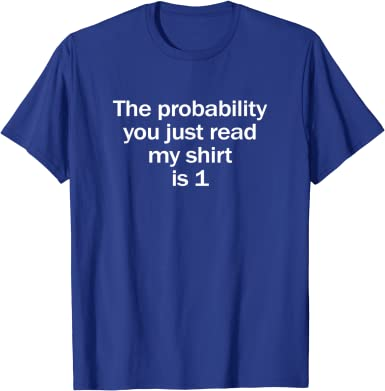 The probability
you just read
my shirt
is 1